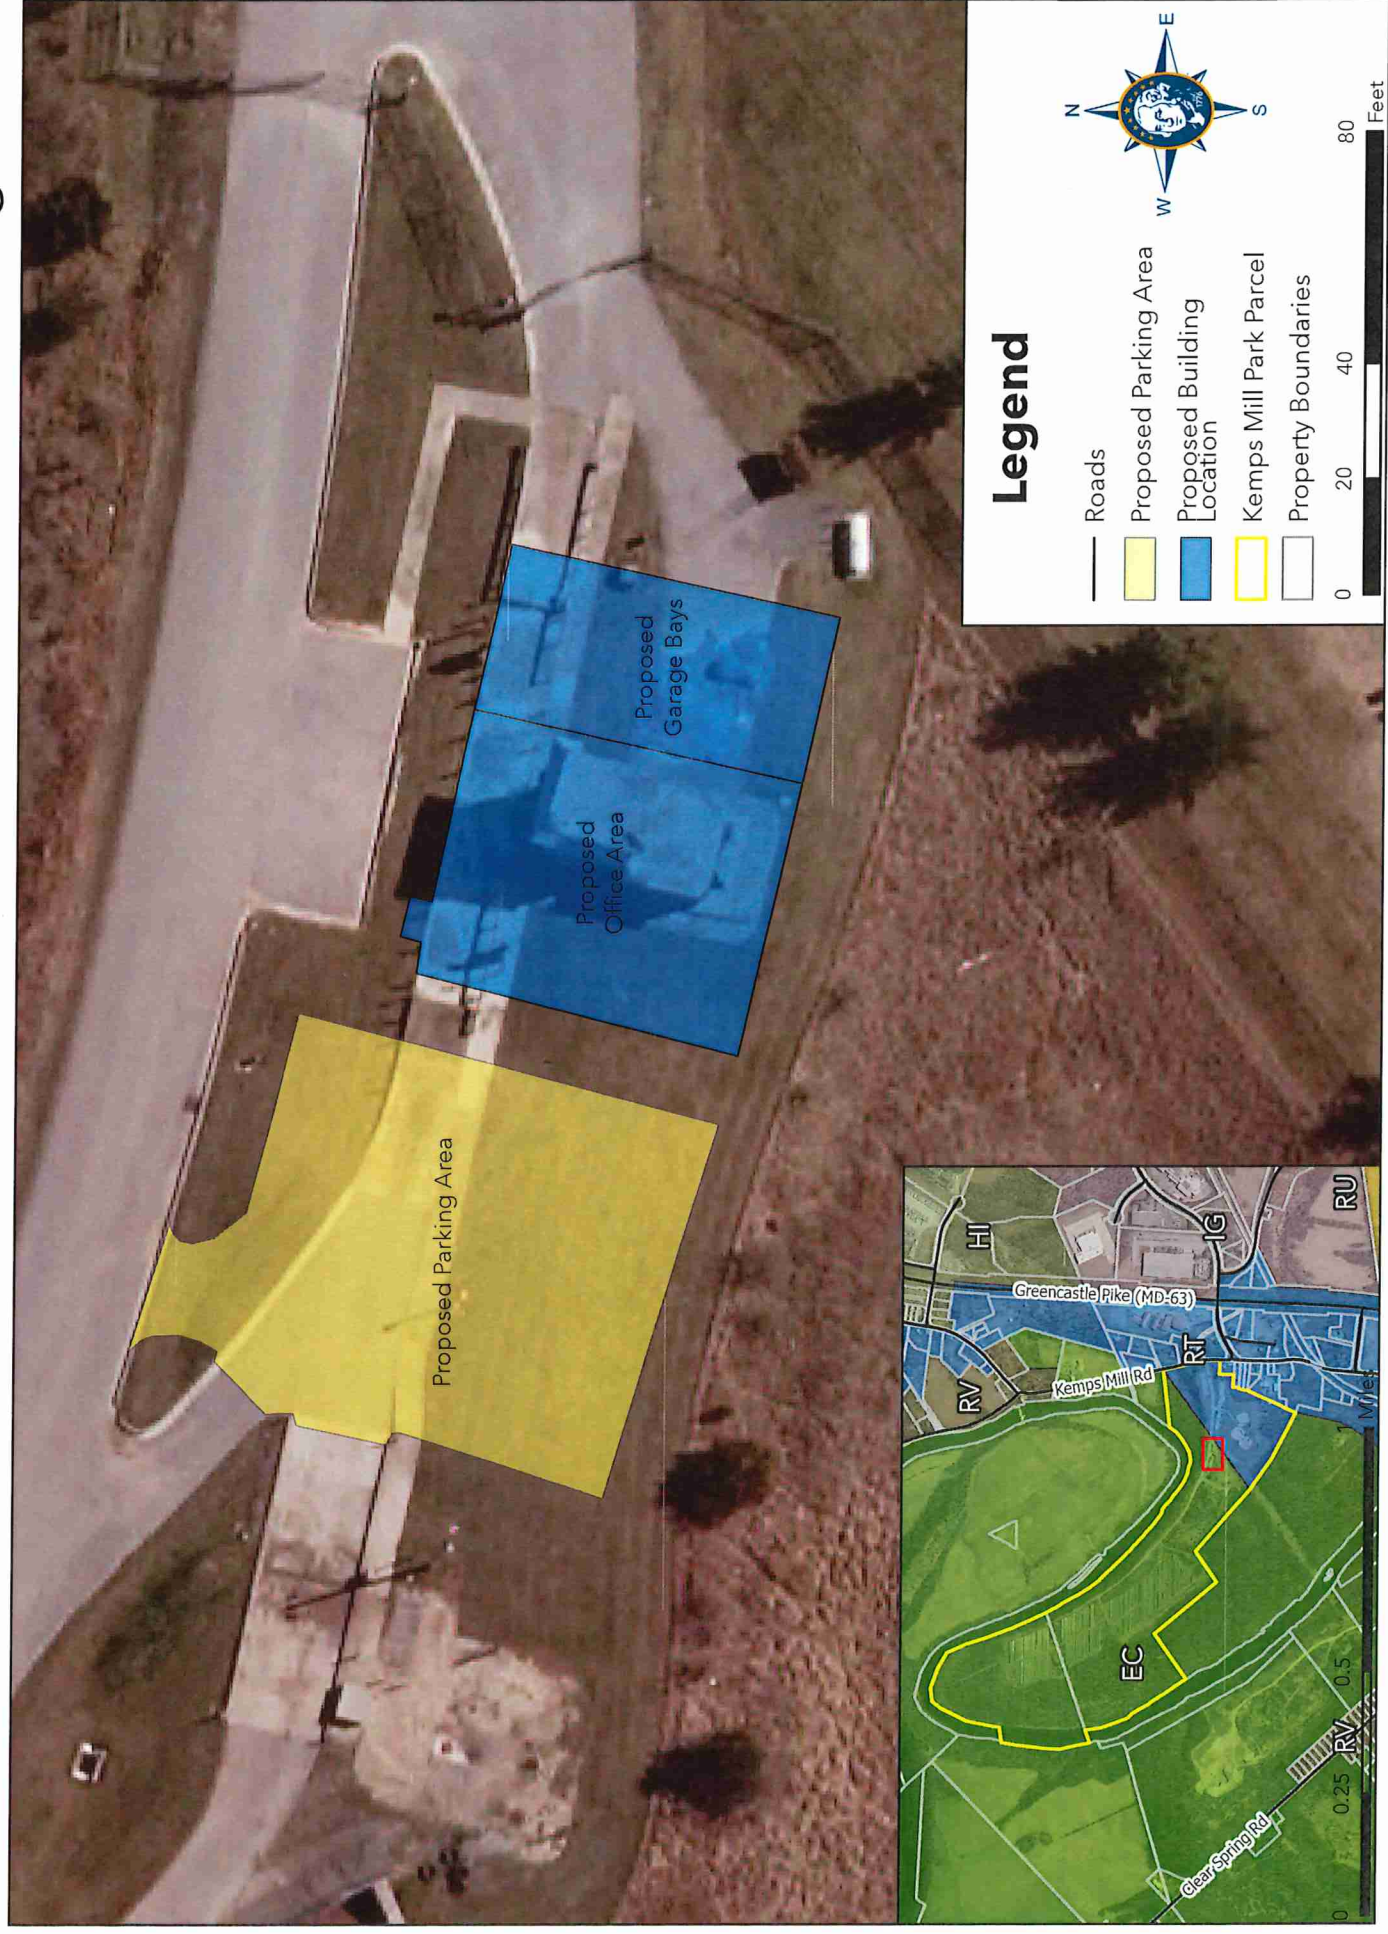 Proposed Parking Area
Proposed
Office Area
Proposed
Garage Bays
Legend
Roads
Proposed Parking Area
Proposed Building
Location
Kemps Mill Park Parcel
Property Boundaries
N
W
E
S
1776
0
20
40
80
Feet
HI
RV
Greencastle Pike (MD-63)
Kemps Mill Rd
RT
IG
RU
EC
RV
Clear Spring Rd
0
0.25
0.5
1
Miles